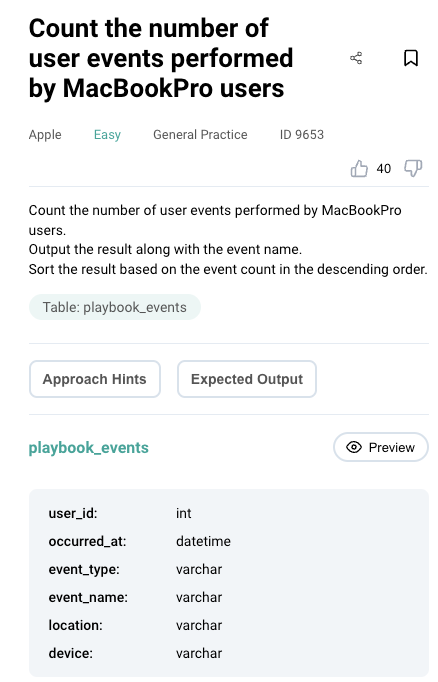 Count the number of
user events performed
by MacBookPro users
Apple Easy General Practice ID 9653
40
Count the number of user events performed by MacBookPro
users.
Output the result along with the event name.
Sort the result based on the event count in the descending order.
Table: playbook_events
Approach Hints Expected Output
playbook_events Preview
user_id: int
occurred_at: datetime
event_type: varchar
event_name: varchar
location: varchar
device: varchar